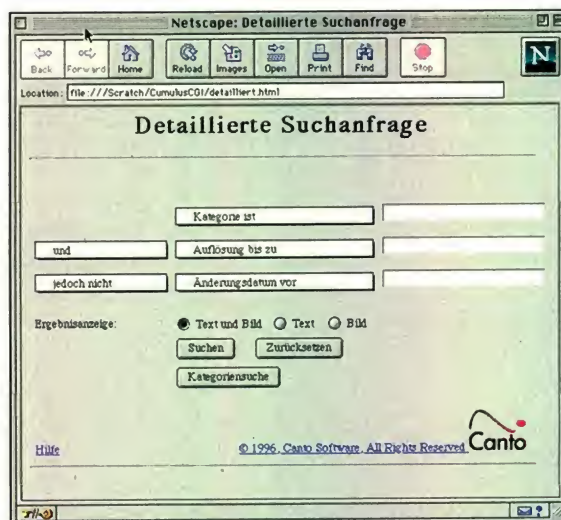 Netscape: Detaillierte Suchanfrage
Back Forward Home Reload Images Open Print Find Stop
N
Location: file:///Scratch/CumulusCGI/detailliert.html
Detaillierte Suchanfrage
Kategorie ist
und Auflösung bis zu
jedoch nicht Änderungsdatum vor
Ergebnisanzeige: Text und Bild Text Bild
Suchen Zurücksetzen
Kategoriensuche
Hilfe © 1996, Canto Software, All Rights Reserved Canto